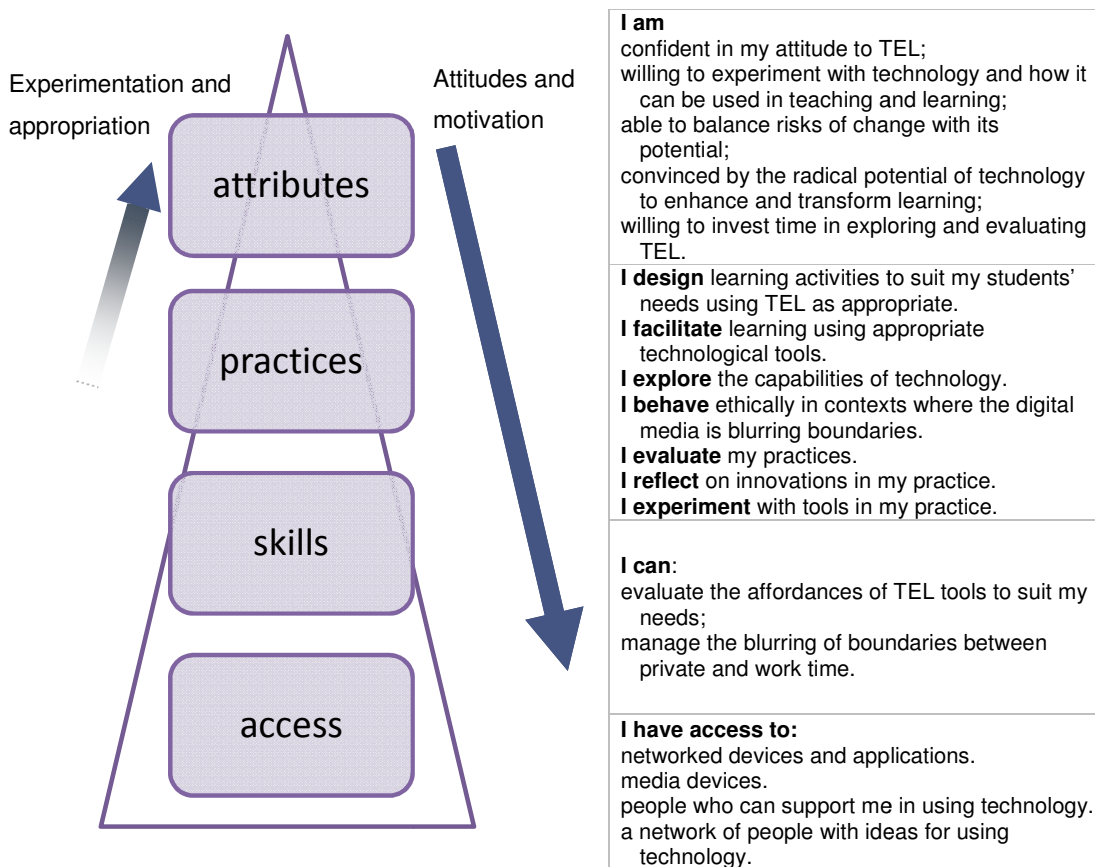 Experimentation and
appropriation
Attitudes and
motivation
attributes
practices
skills
access
I am
confident in my attitude to TEL;
willing to experiment with technology and how it
can be used in teaching and learning;
able to balance risks of change with its
potential;
convinced by the radical potential of technology
to enhance and transform learning;
willing to invest time in exploring and evaluating
TEL.
I design learning activities to suit my students’
needs using TEL as appropriate.
I facilitate learning using appropriate
technological tools.
I explore the capabilities of technology.
I behave ethically in contexts where the digital
media is blurring boundaries.
I evaluate my practices.
I reflect on innovations in my practice.
I experiment with tools in my practice.
I can:
evaluate the affordances of TEL tools to suit my
needs;
manage the blurring of boundaries between
private and work time.
I have access to:
networked devices and applications.
media devices.
people who can support me in using technology.
a network of people with ideas for using
technology.